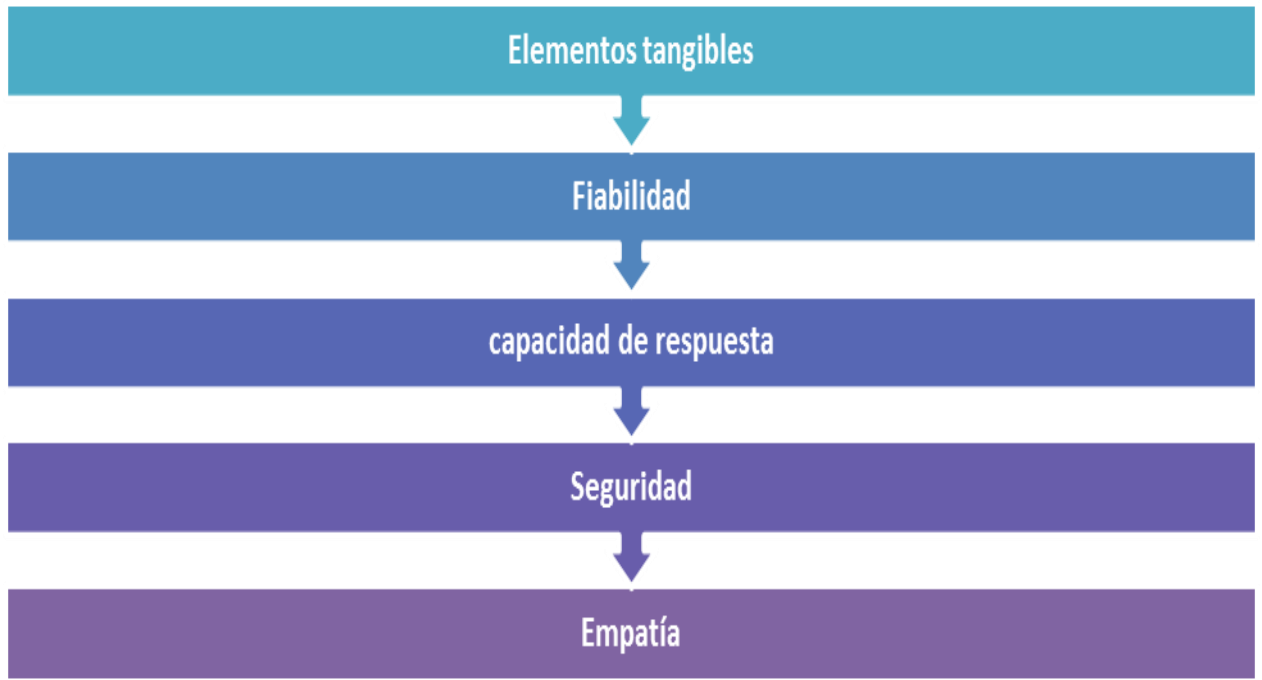 Elementos tangibles
Fiabilidad
capacidad de respuesta
Seguridad
Empatía